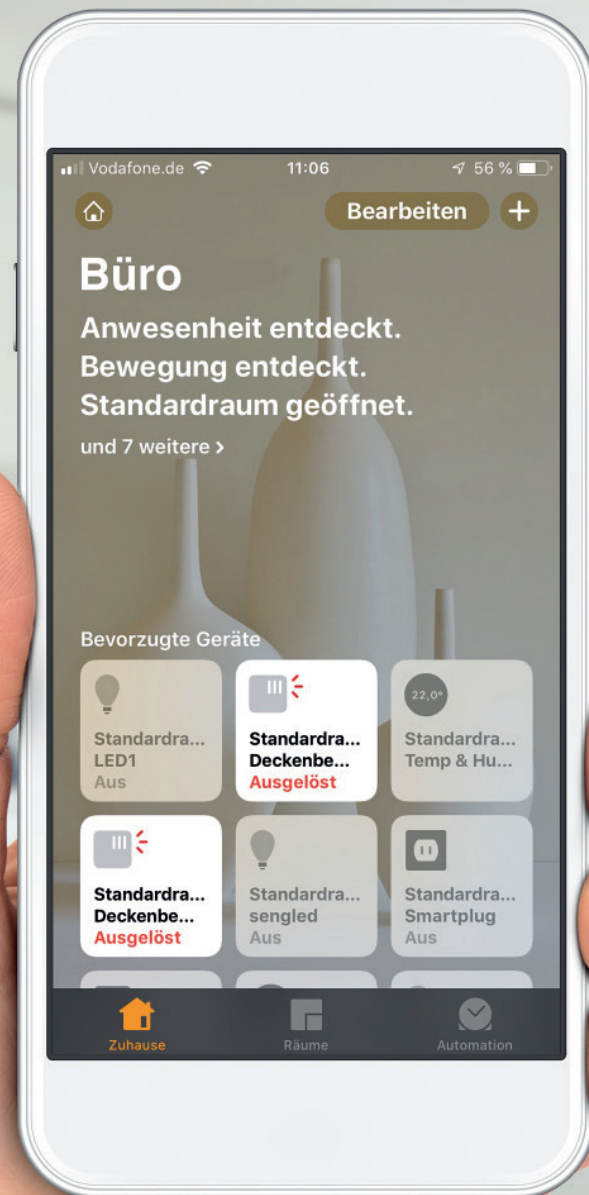 Vodafone.de 11:06 56 %
Bearbeiten +
Büro
Anwesenheit entdeckt.
Bewegung entdeckt.
Standardraum geöffnet.
und 7 weitere >
Bevorzugte Geräte
Standardra...
LED1
Aus
Standardra...
Deckenbe...
Ausgelöst
22,0°
Standardra...
Temp & Hu...
Standardra...
Deckenbe...
Ausgelöst
Standardra...
sengled
Aus
Standardra...
Smartplug
Aus
Zuhause Räume Automation